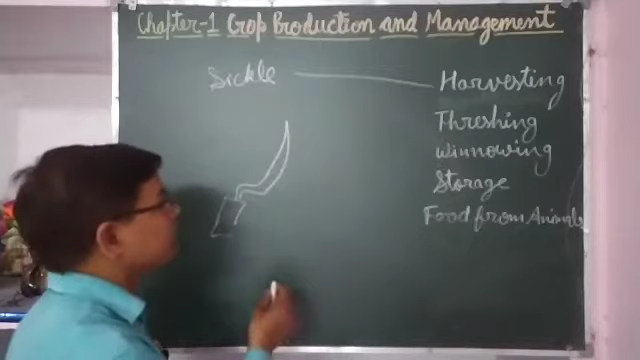 Chapter-1 Crop Production and Management
Sickle Harvesting
Threshing
Winnowing
Storage
Food from Animals